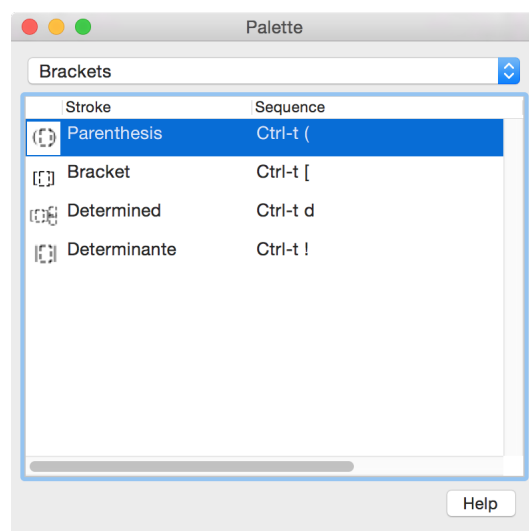 Palette
Brackets
Stroke Sequence
Parenthesis Ctrl-t (
Bracket Ctrl-t [
Determined Ctrl-t d
Determinante Ctrl-t !
Help